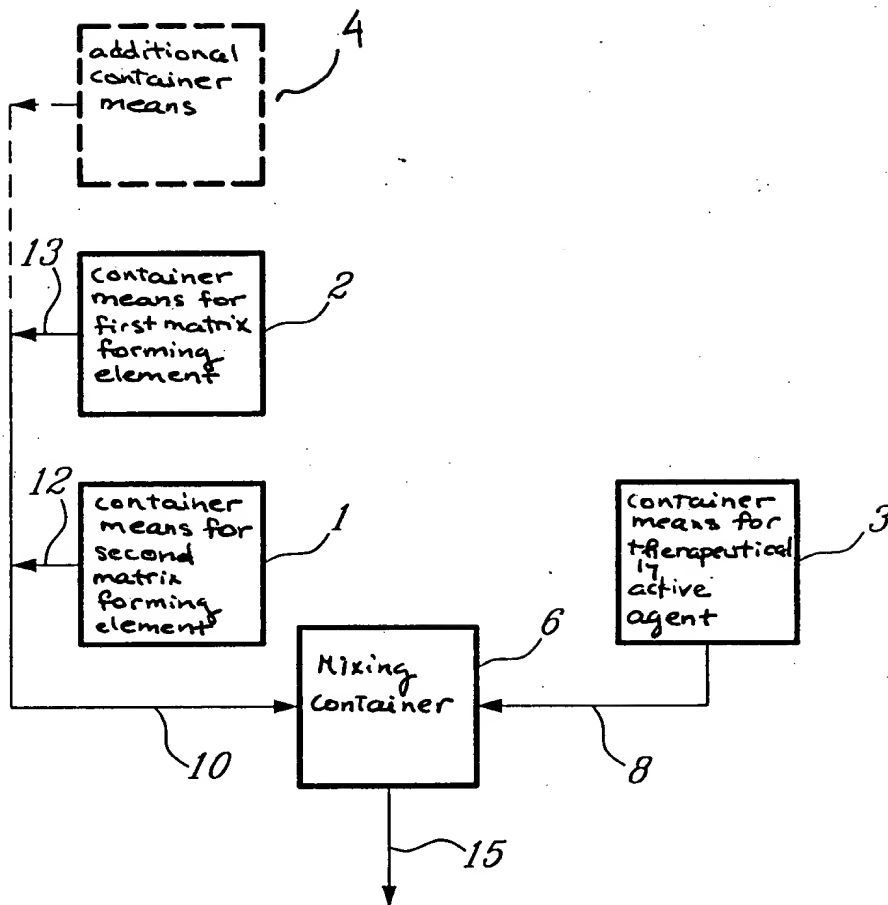 additional
container
means
4
13
container
means for
first matrix
forming
element
2
12
container
means for
second
matrix
forming
element
1
container
means for
therapeutical
ly
active
agent
3
Mixing
container
6
10
8
15